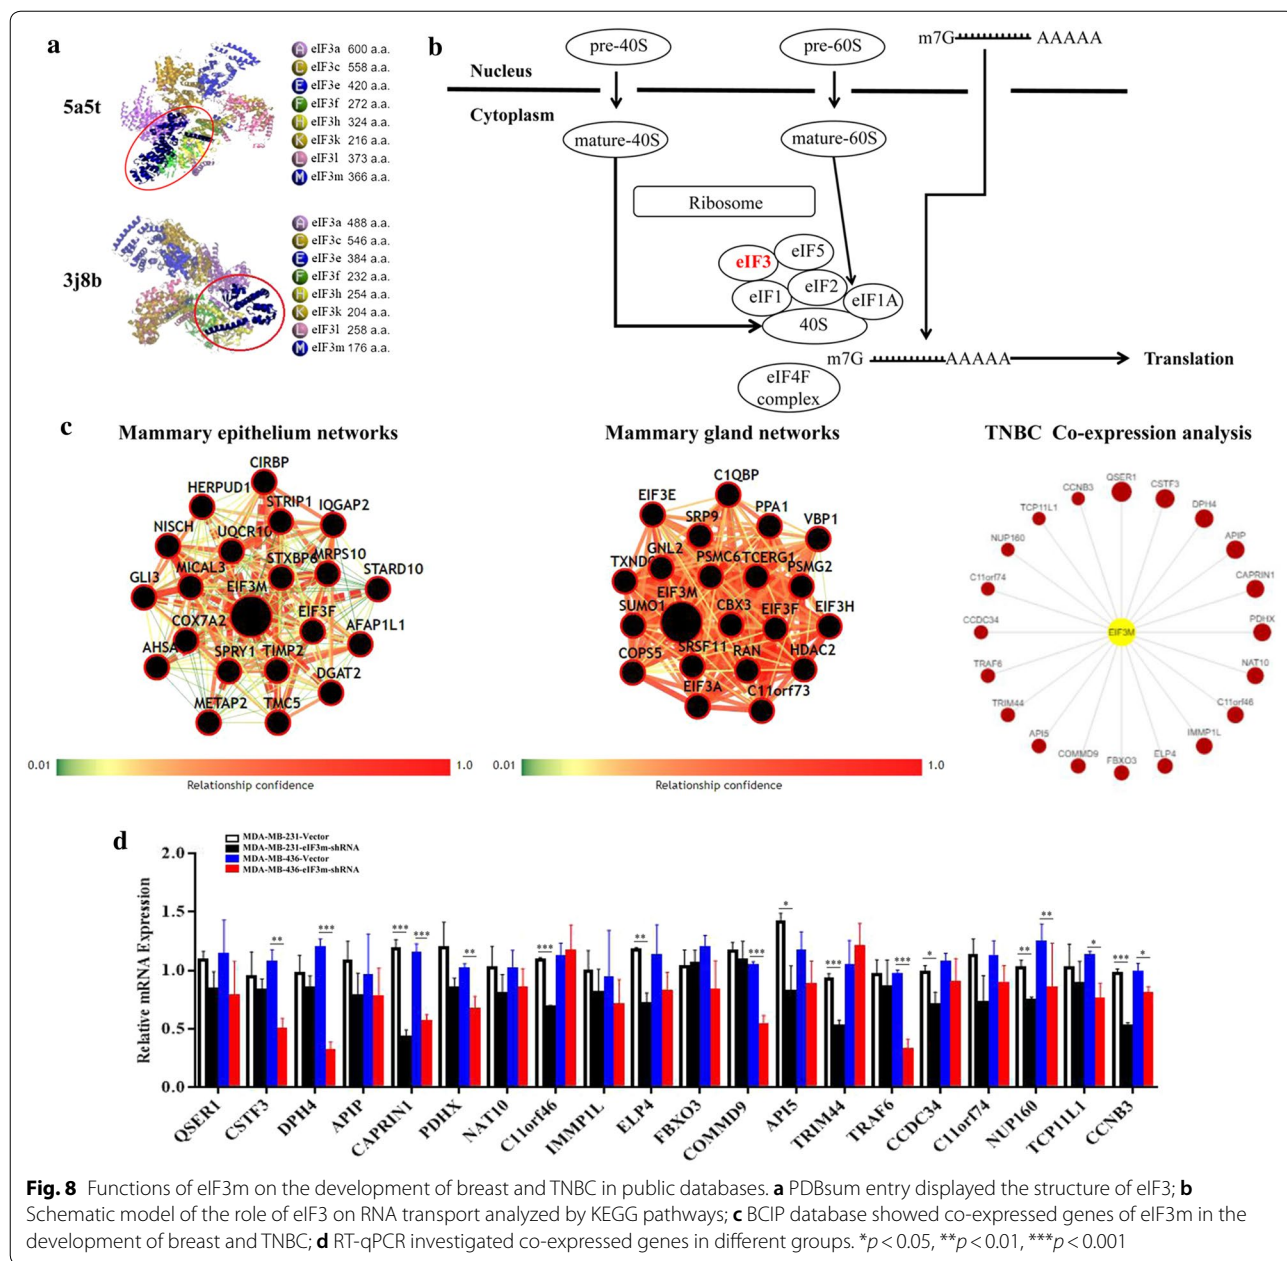 a
5a5t
A eIF3a 600 a.a.
C eIF3c 558 a.a.
E eIF3e 420 a.a.
F eIF3f 272 a.a.
H eIF3h 324 a.a.
K eIF3k 216 a.a.
L eIF3l 373 a.a.
M eIF3m 366 a.a.
3j8b
A eIF3a 488 a.a.
C eIF3c 546 a.a.
E eIF3e 384 a.a.
F eIF3f 232 a.a.
H eIF3h 254 a.a.
K eIF3k 204 a.a.
L eIF3l 258 a.a.
M eIF3m 176 a.a.
b
pre-40S
pre-60S
m7G AAAAA
Nucleus
Cytoplasm
mature-40S
mature-60S
Ribosome
eIF3
eIF5
eIF1
eIF2
eIF1A
40S
m7G AAAAA
Translation
eIF4F
complex
c
Mammary epithelium networks
CIRBP
HERPUD1
STRIP1
IQGAP2
NISCH
UQCR10
STXBP6
MRPS10
GLI3
MICAL3
STARD10
EIF3M
COX7A2
EIF3F
AFAP1L1
AHSA
SPRY1
TIMP2
DGAT2
METAP2
TMC5
0.01
1.0
Relationship confidence
Mammary gland networks
C1QBP
EIF3E
PPA1
SRP9
VBP1
GNL2
TXNDC
PSMC6
TCERG1
PSMG2
EIF3M
SUMO1
CBX3
EIF3F
EIF3H
COPS5
SRSF11
RAN
HDAC2
EIF3A
C11orf73
0.01
1.0
Relationship confidence
TNBC Co-expression analysis
QSER1
CSTF3
DPH4
APIP
CAPRIN1
PDHX
NAT10
C11orf46
IMMP1L
ELP4
FBXO3
COMMD9
API5
TRIM44
TRAF6
CCDC34
C11orf74
NUP160
TCP11L1
CCNB3
EIF3M
d
MDA-MB-231-Vector
MDA-MB-231-eIF3m-shRNA
MDA-MB-436-Vector
MDA-MB-436-eIF3m-shRNA
Relative mRNA Expression
2.0
1.5
1.0
0.5
0.0
**
***
***
***
**
***
**
***
*
***
***
*
**
**
*
***
*
QSER1
CSTF3
DPH4
APIP
CAPRIN1
PDHX
NAT10
C11orf46
IMMP1L
ELP4
FBXO3
COMMD9
API5
TRIM44
TRAF6
CCDC34
C11orf74
NUP160
TCP11L1
CCNB3
Fig. 8 Functions of eIF3m on the development of breast and TNBC in public databases. a PDBsum entry displayed the structure of eIF3; b
Schematic model of the role of eIF3 on RNA transport analyzed by KEGG pathways; c BCIP database showed co-expressed genes of eIF3m in the
development of breast and TNBC; d RT-qPCR investigated co-expressed genes in different groups. *p < 0.05, **p < 0.01, ***p < 0.001